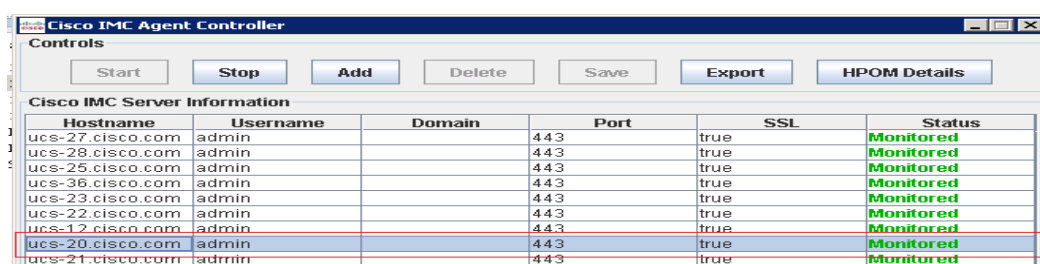 Cisco IMC Agent Controller
Controls
Start Stop Add Delete Save Export HPOM Details
Cisco IMC Server Information
Hostname Username Domain Port SSL Status
ucs-27.cisco.com admin 443 true Monitored
ucs-28.cisco.com admin 443 true Monitored
ucs-25.cisco.com admin 443 true Monitored
ucs-36.cisco.com admin 443 true Monitored
ucs-23.cisco.com admin 443 true Monitored
ucs-22.cisco.com admin 443 true Monitored
ucs-12.cisco.com admin 443 true Monitored
ucs-20.cisco.com admin 443 true Monitored
ucs-21.cisco.com admin 443 true Monitored